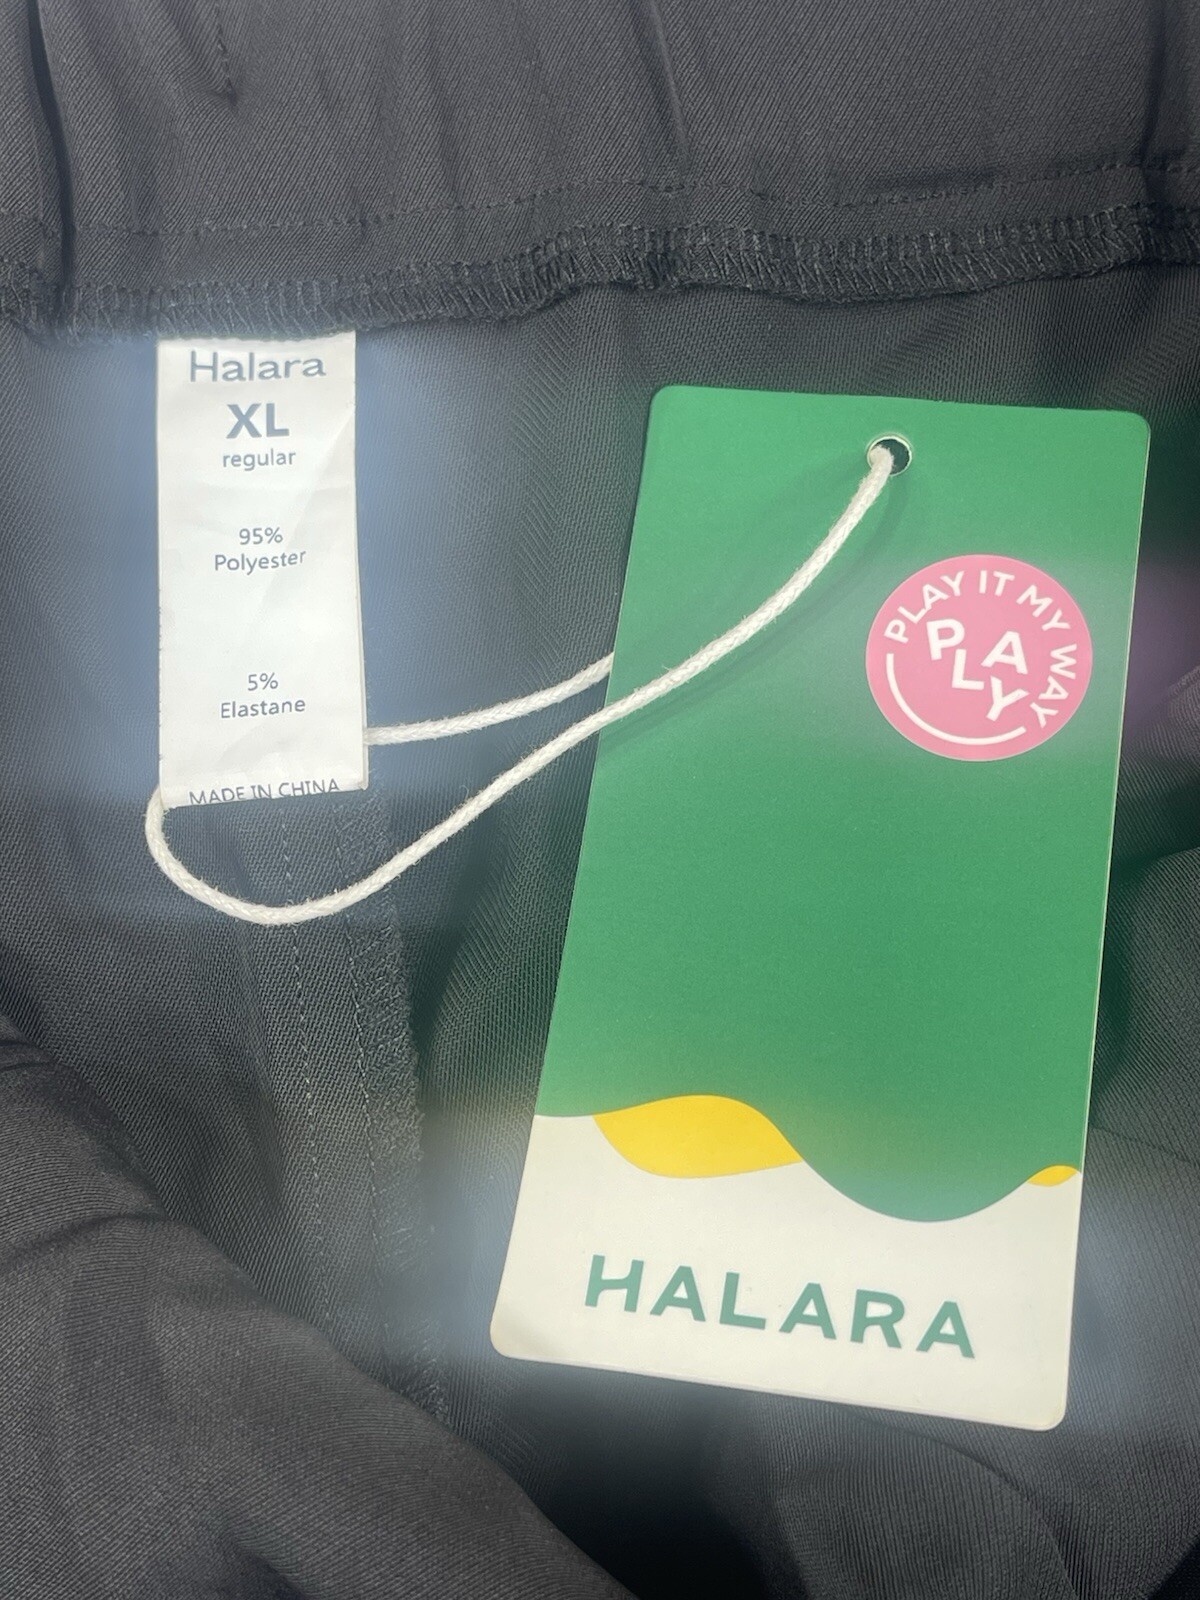 Halara
XL
regular
95%
Polyester
5%
Elastane
MADE IN CHINA
PLAY IT MY WAY
PLAY
HALARA